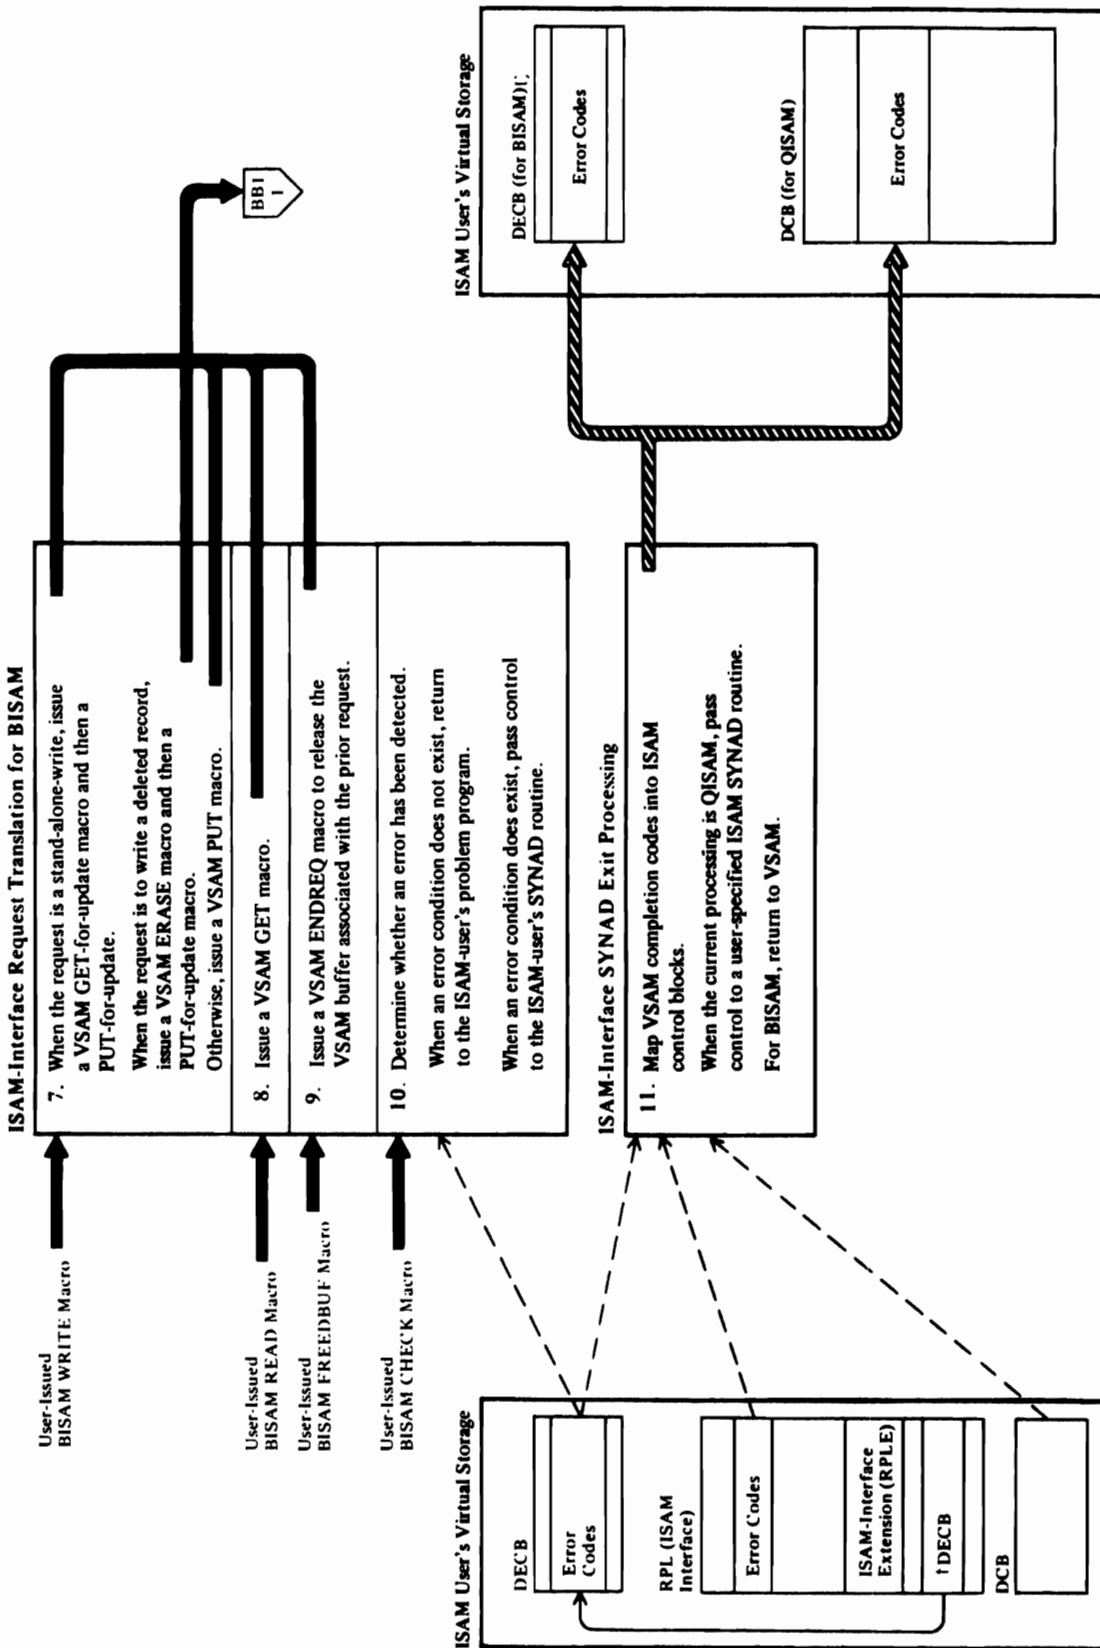 ISAM-Interface Request Translation for BISAM
User-Issued
BISAM WRITE Macro
7. When the request is a stand-alone-write, issue
a VSAM GET-for-update macro and then a
PUT-for-update.
When the request is to write a deleted record,
issue a VSAM ERASE macro and then a
PUT-for-update macro.
Otherwise, issue a VSAM PUT macro.
BB1
1
User-Issued
BISAM READ Macro
8. Issue a VSAM GET macro.
User-Issued
BISAM FREEDBUF Macro
9. Issue a VSAM ENDREQ macro to release the
VSAM buffer associated with the prior request.
User-Issued
BISAM CHECK Macro
10. Determine whether an error has been detected.
When an error condition does not exist, return
to the ISAM-user's problem program.
When an error condition does exist, pass control
to the ISAM-user's SYNAD routine.
ISAM User's Virtual Storage
DECB
Error
Codes
RPL (ISAM
Interface)
Error Codes
ISAM-Interface
Extension (RPLE)
↑DECB
DCB
ISAM-Interface SYNAD Exit Processing
11. Map VSAM completion codes into ISAM
control blocks.
When the current processing is QISAM, pass
control to a user-specified ISAM SYNAD routine.
For BISAM, return to VSAM.
ISAM User's Virtual Storage
DECB (for BISAM)
Error Codes
DCB (for QISAM)
Error Codes